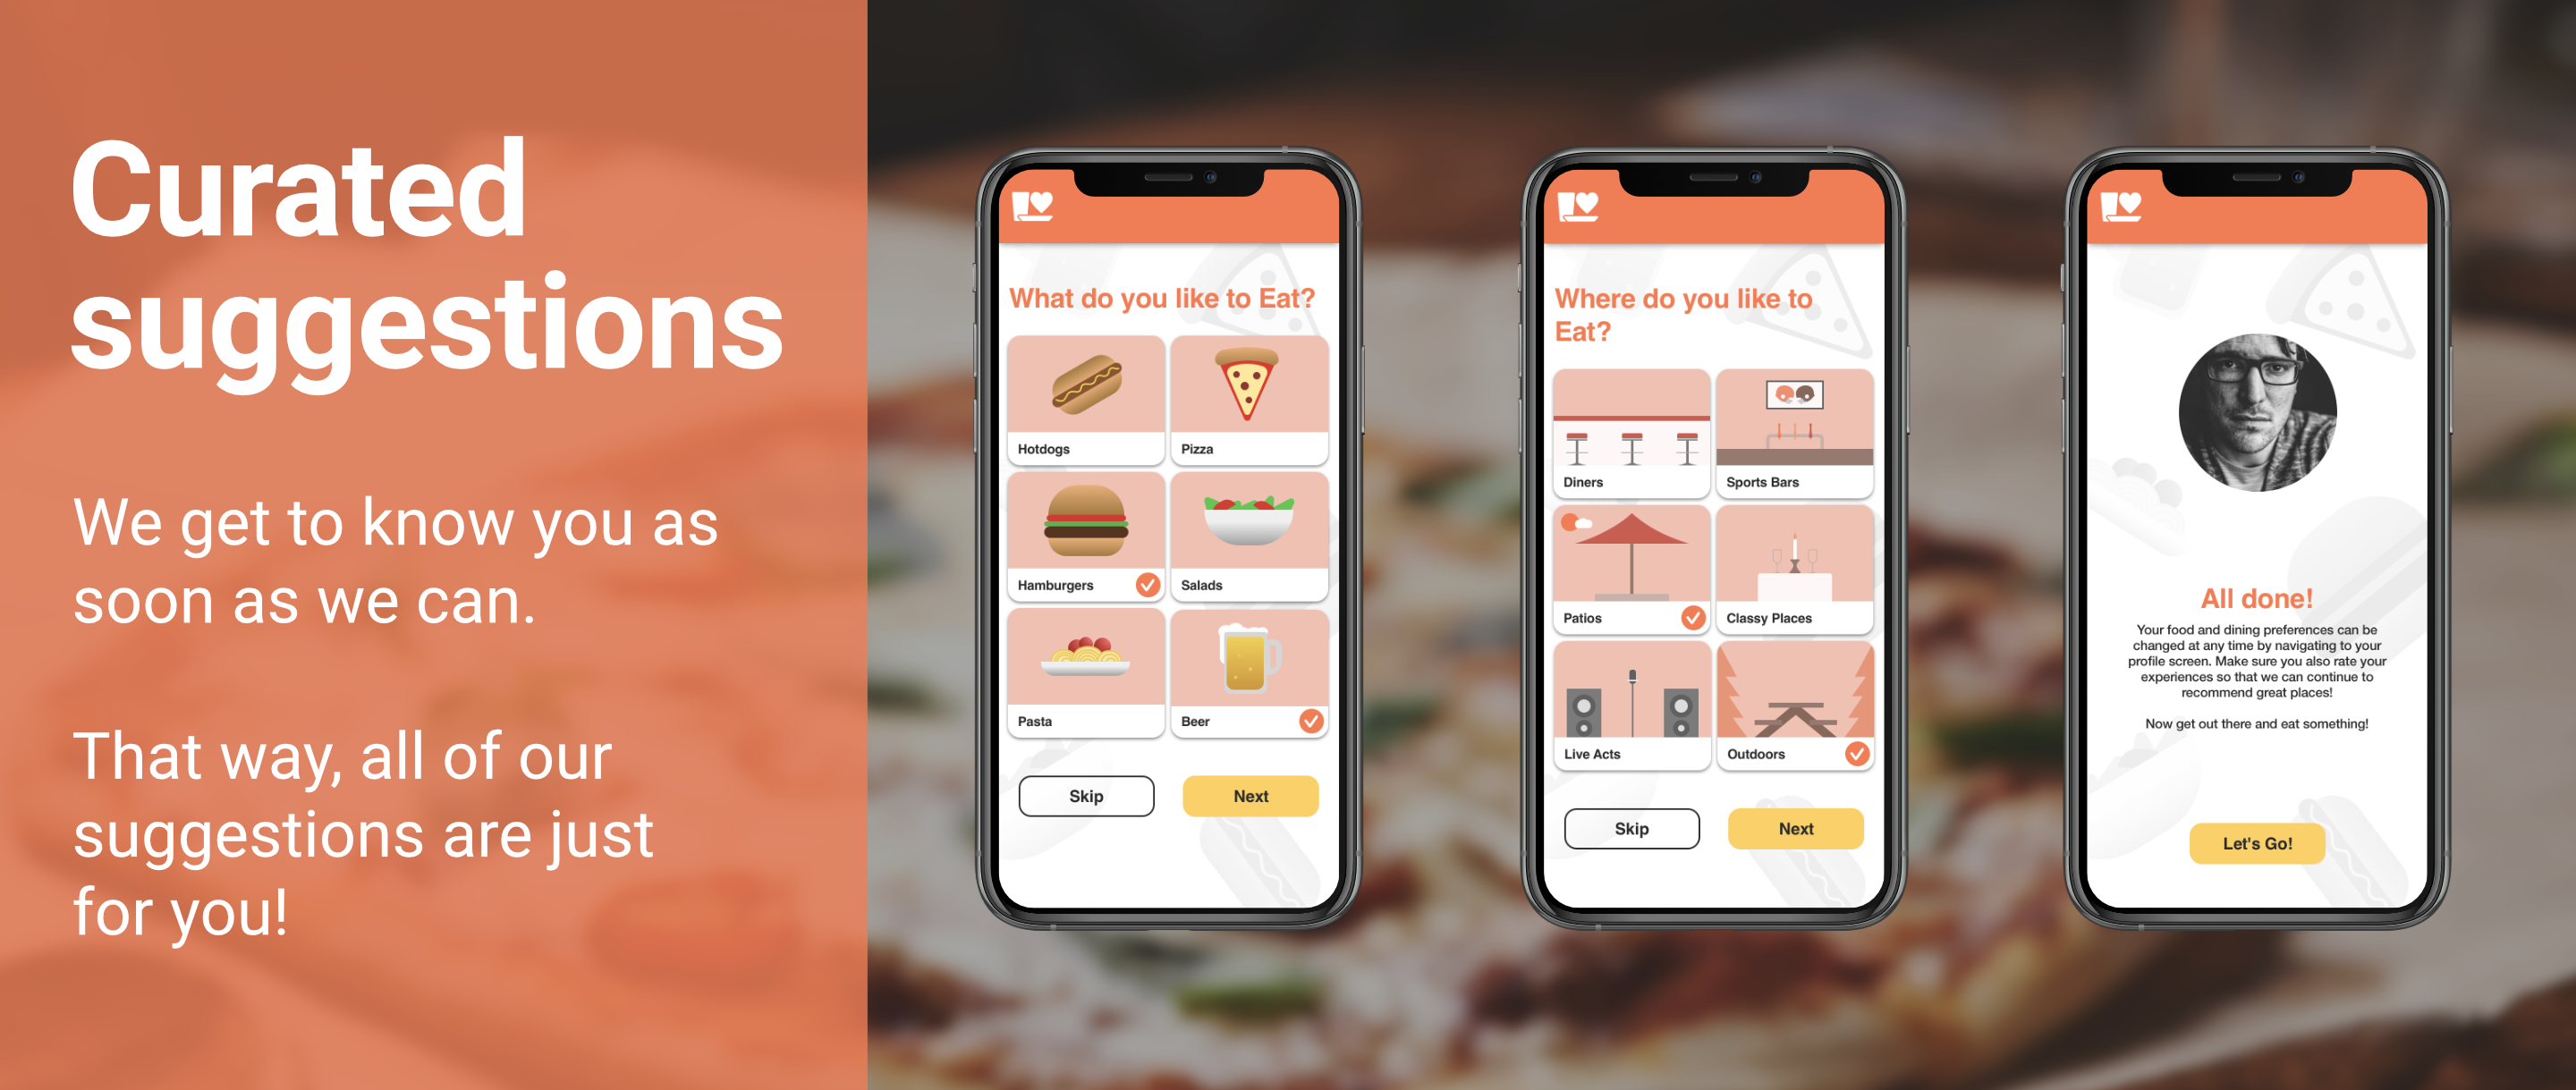 Curated
suggestions
We get to know you as
soon as we can.
That way, all of our
suggestions are just
for you!
What do you like to Eat?
Hotdogs
Pizza
Hamburgers
Salads
Pasta
Beer
Skip
Next
Where do you like to
Eat?
Diners
Sports Bars
Patios
Classy Places
Live Acts
Outdoors
Skip
Next
All done!
Your food and dining preferences can be
changed at any time by navigating to your
profile screen. Make sure you also rate your
experiences so that we can continue to
recommend great places!
Now get out there and eat something!
Let's Go!